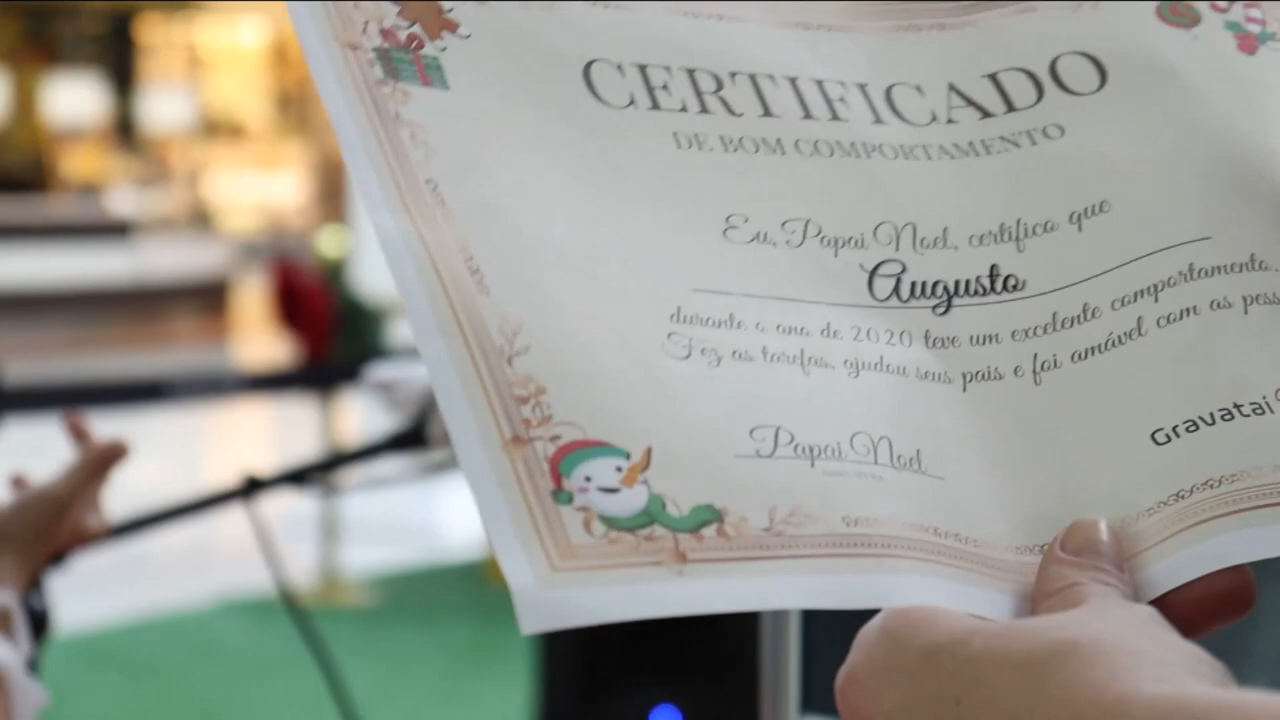 CERTIFICADO
DE BOM COMPORTAMENTO
Eu, Papai Noel, certifico que
Augusto
durante o ano de 2020 teve um excelente comportamento.
Fez as tarefas, ajudou seus pais e foi amável com as
Papai Noel
Gravataí